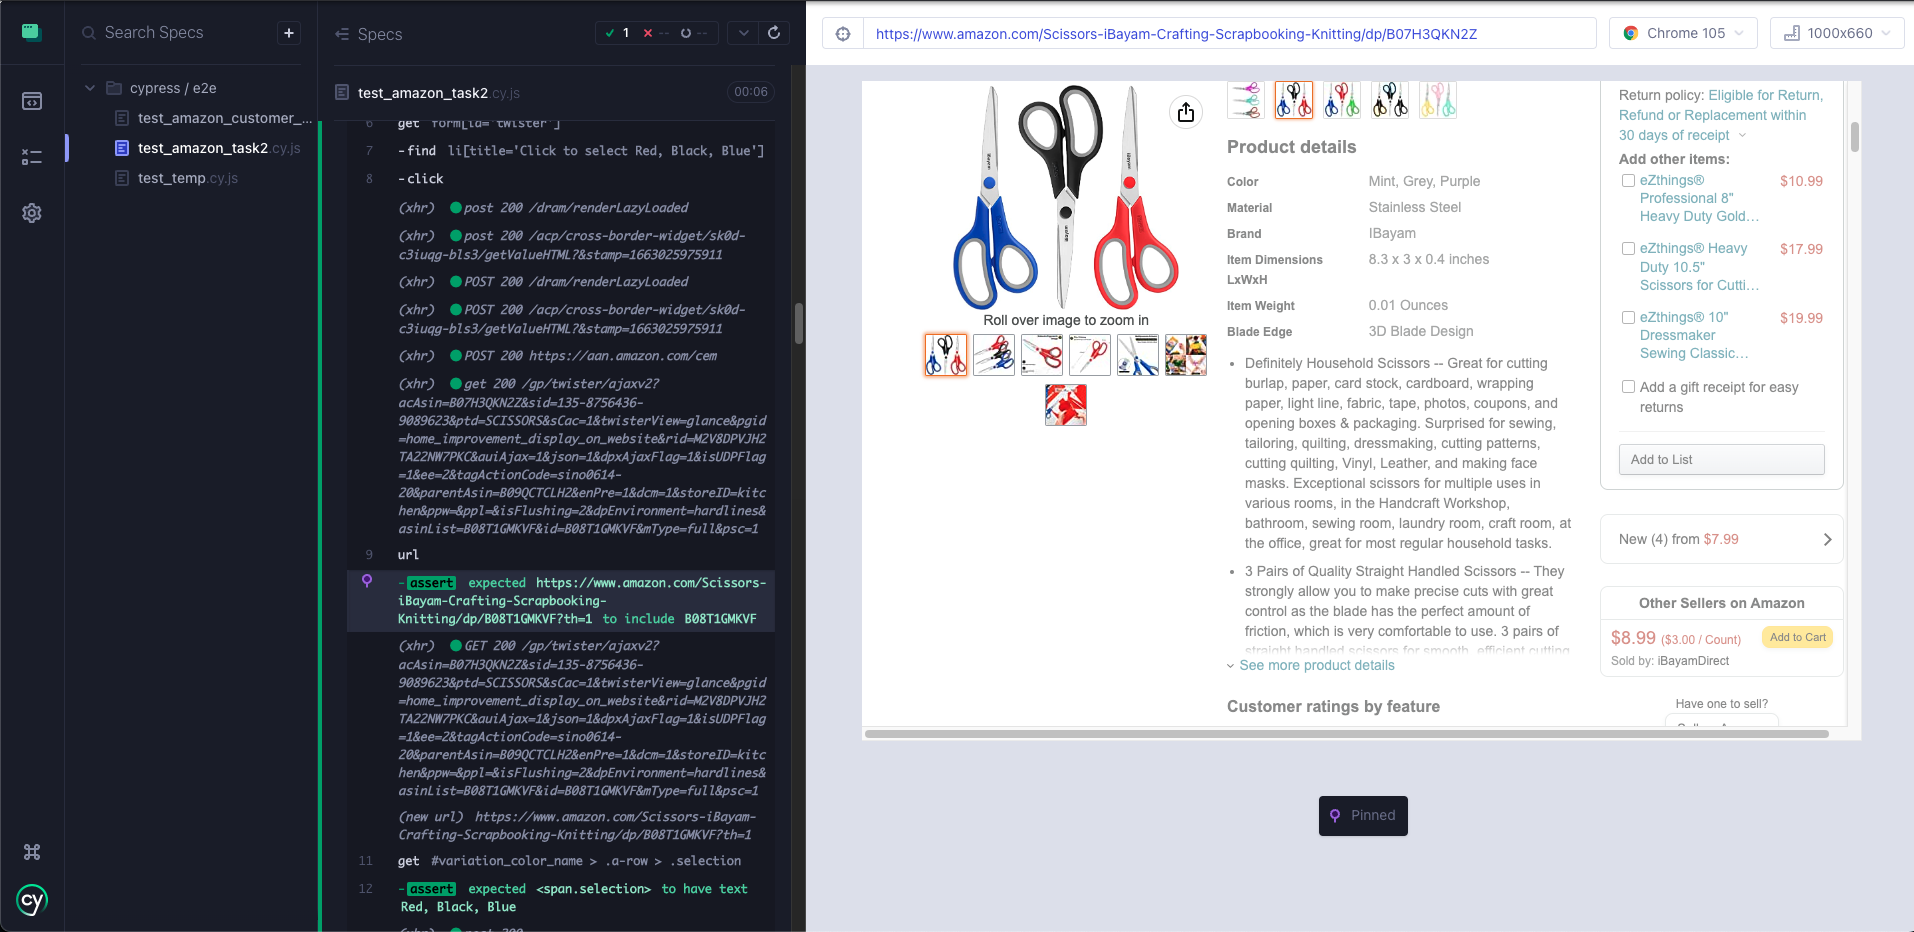 Search Specs
+
cypress / e2e
test_amazon_customer_...
test_amazon_task2.cy.js
test_temp.cy.js
cy
Specs
1
--
--
test_amazon_task2.cy.js
00:06
6 get form[id='twister']
7 -find li[title='Click to select Red, Black, Blue']
8 -click
(xhr) post 200 /dram/renderLazyLoaded
(xhr) post 200 /acp/cross-border-widget/sk0d-
c3iuqg-bls3/getValueHTML?&stamp=1663025975911
(xhr) POST 200 /dram/renderLazyLoaded
(xhr) POST 200 /acp/cross-border-widget/sk0d-
c3iuqg-bls3/getValueHTML?&stamp=1663025975911
(xhr) POST 200 https://aan.amazon.com/cem
(xhr) get 200 /gp/twister/ajaxv2?
acAsin=B07H3QKN2Z&sid=135-8756436-
9089623&ptd=SCISSORS&sCac=1&twisterView=glance&pgid
=home_improvement_display_on_website&rid=M2V8DPVJH2
TA22NW7PKC&auiAjax=1&json=1&dpxAjaxFlag=1&isUDPFlag
=1&ee=2&tagActionCode=sino0614-
20&parentAsin=B09QCTCLH2&enPre=1&dcm=1&storeID=kitc
hen&ppw=&ppl=&isFlushing=2&dpEnvironment=hardlines&
asinList=B08T1GMKVF&id=B08T1GMKVF&mType=full&psc=1
9 url
-assert expected https://www.amazon.com/Scissors-
iBayam-Crafting-Scrapbooking-
Knitting/dp/B08T1GMKVF?th=1 to include B08T1GMKVF
(xhr) GET 200 /gp/twister/ajaxv2?
acAsin=B07H3QKN2Z&sid=135-8756436-
9089623&ptd=SCISSORS&sCac=1&twisterView=glance&pgid
=home_improvement_display_on_website&rid=M2V8DPVJH2
TA22NW7PKC&auiAjax=1&json=1&dpxAjaxFlag=1&isUDPFlag
=1&ee=2&tagActionCode=sino0614-
20&parentAsin=B09QCTCLH2&enPre=1&dcm=1&storeID=kitc
hen&ppw=&ppl=&isFlushing=2&dpEnvironment=hardlines&
asinList=B08T1GMKVF&id=B08T1GMKVF&mType=full&psc=1
(new url) https://www.amazon.com/Scissors-iBayam-
Crafting-Scrapbooking-Knitting/dp/B08T1GMKVF?th=1
11 get #variation_color_name > .a-row > .selection
12 -assert expected <span.selection> to have text
Red, Black, Blue
(xhr) post 200
https://www.amazon.com/Scissors-iBayam-Crafting-Scrapbooking-Knitting/dp/B07H3QKN2Z
Chrome 105
1000x660
Roll over image to zoom in
Product details
Color Mint, Grey, Purple
Material Stainless Steel
Brand IBayam
Item Dimensions 8.3 x 3 x 0.4 inches
LxWxH
Item Weight 0.01 Ounces
Blade Edge 3D Blade Design
• Definitely Household Scissors -- Great for cutting
burlap, paper, card stock, cardboard, wrapping
paper, light line, fabric, tape, photos, coupons, and
opening boxes & packaging. Surprised for sewing,
tailoring, quilting, dressmaking, cutting patterns,
cutting quilting, Vinyl, Leather, and making face
masks. Exceptional scissors for multiple uses in
various rooms, in the Handcraft Workshop,
bathroom, sewing room, laundry room, craft room, at
the office, great for most regular household tasks.
• 3 Pairs of Quality Straight Handled Scissors -- They
strongly allow you to make precise cuts with great
control as the blade has the perfect amount of
friction, which is very comfortable to use. 3 pairs of
straight handled scissors for smooth, efficient cutting
See more product details
Customer ratings by feature
Return policy: Eligible for Return,
Refund or Replacement within
30 days of receipt
Add other items:
eZthings® $10.99
Professional 8"
Heavy Duty Gold...
eZthings® Heavy $17.99
Duty 10.5"
Scissors for Cutti...
eZthings® 10" $19.99
Dressmaker
Sewing Classic...
Add a gift receipt for easy
returns
Add to List
New (4) from $7.99
Other Sellers on Amazon
$8.99 ($3.00 / Count) Add to Cart
Sold by: iBayamDirect
Have one to sell?
Pinned